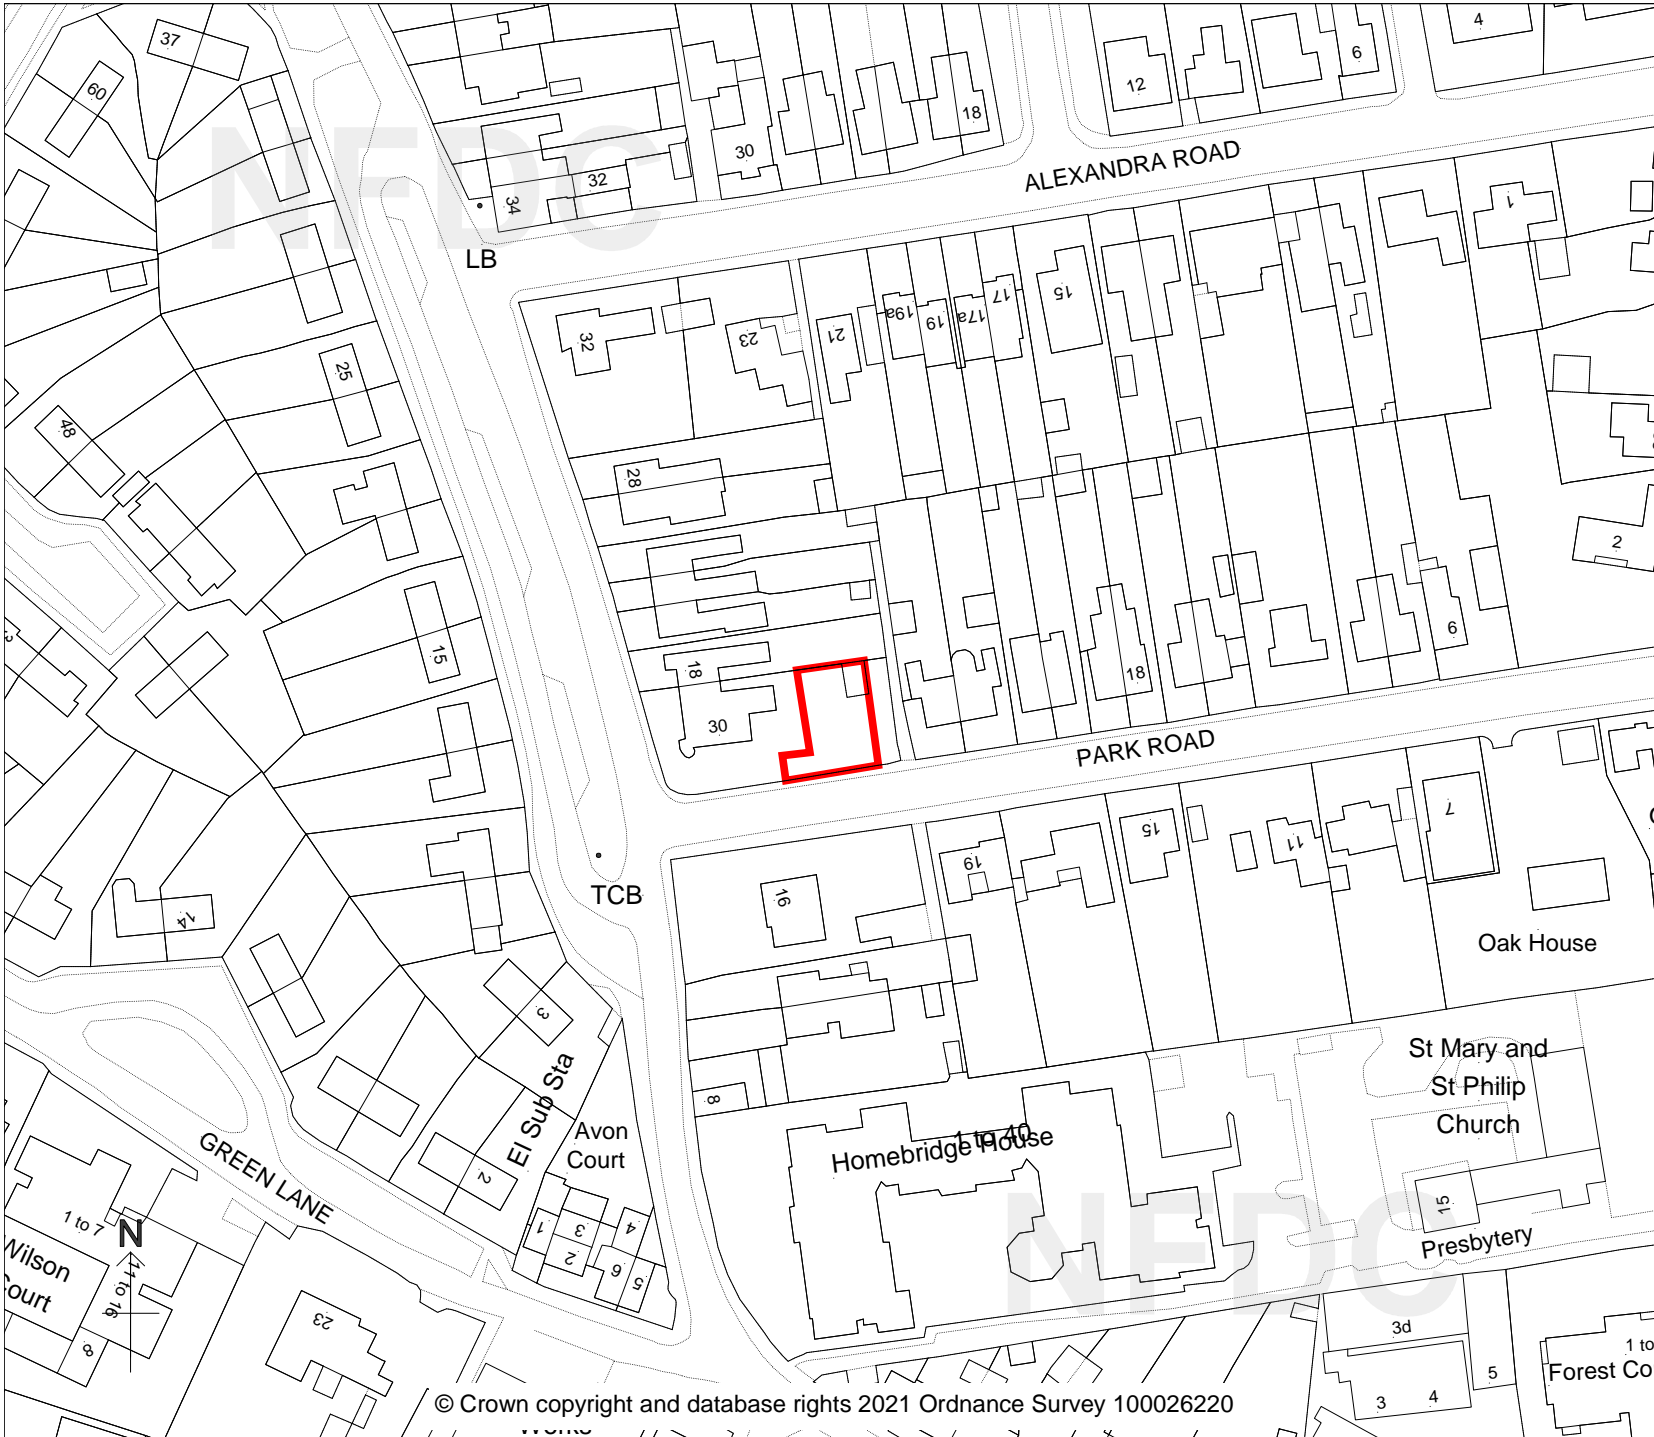 NFDC
37
60
4
6
12
18
30
32
34
ALEXANDRA ROAD
LB
1
32
23
21
19a
19
17a
17
15
25
48
28
2
15
18
30
18
6
PARK ROAD
TCB
16
19
15
11
7
14
Oak House
3
El Sub Sta
St Mary and
St Philip
Church
8
Avon
Court
2
1 to 40
Homebridge House
GREEN LANE
1 to 7
N
Wilson
Court
11 to 16
8
23
1
3
2
4
6
5
15
Presbytery
NFDC
3d
3
4
5
1 to
Forest Co
© Crown copyright and database rights 2021 Ordnance Survey 100026220